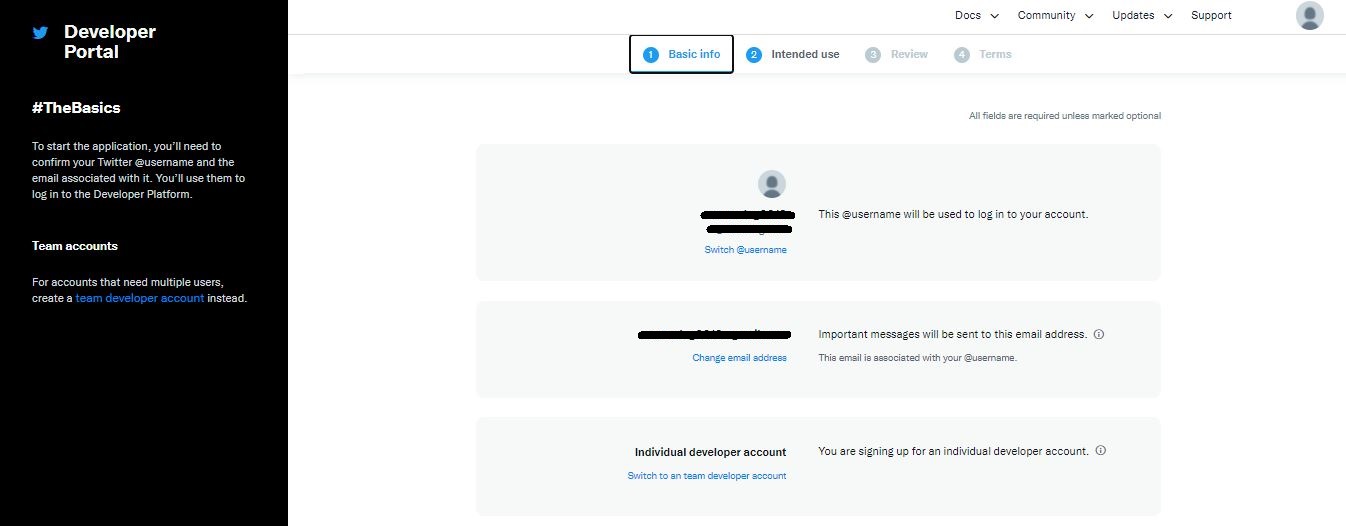 Developer
Portal
#TheBasics
To start the application, you'll need to
confirm your Twitter @username and the
email associated with it. You'll use them to
log in to the Developer Platform.
Team accounts
For accounts that need multiple users,
create a team developer account instead.
Docs Community Updates Support
1 Basic info 2 Intended use 3 Review 4 Terms
All fields are required unless marked optional
This @username will be used to log in to your account.
Switch @username
Important messages will be sent to this email address.
Change email address This email is associated with your @username.
Individual developer account You are signing up for an individual developer account.
Switch to an team developer account